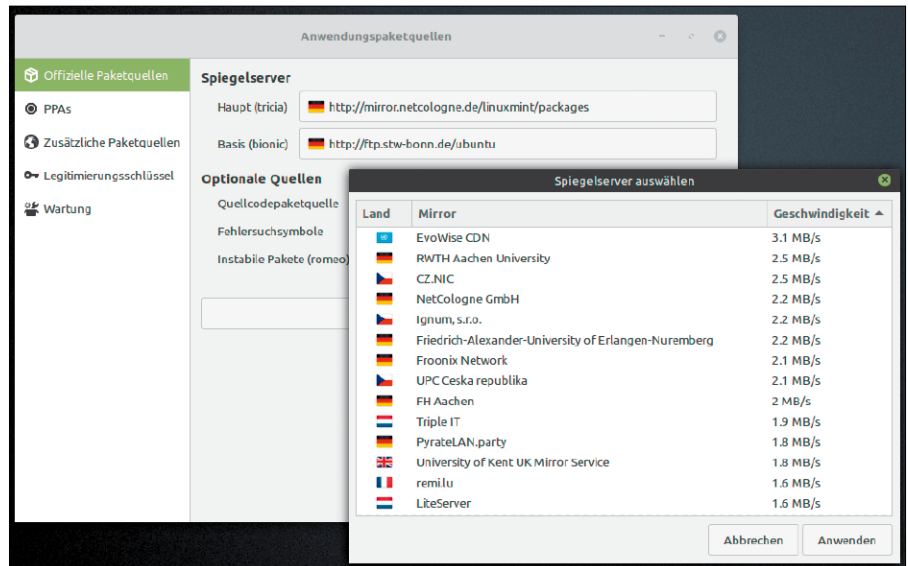 Anwendungspaketquellen
Offizielle Paketquellen
PPAs
Zusätzliche Paketquellen
Legitimierungsschlüssel
Wartung
Spiegelserver
Haupt (tricia) http://mirror.netcologne.de/linuxmint/packages
Basis (bionic) http://ftp.stw-bonn.de/ubuntu
Optionale Quellen
Quellcodepaketquelle
Fehlersuchsymbole
Instabile Pakete (romeo)
Spiegelserver auswählen
Land Mirror Geschwindigkeit
EvoWise CDN 3.1 MB/s
RWTH Aachen University 2.5 MB/s
CZ.NIC 2.5 MB/s
NetCologne GmbH 2.2 MB/s
Ignum, s.r.o. 2.2 MB/s
Friedrich-Alexander-University of Erlangen-Nuremberg 2.2 MB/s
Froonix Network 2.1 MB/s
UPC Ceska republika 2.1 MB/s
FH Aachen 2 MB/s
Triple IT 1.9 MB/s
PyrateLAN.party 1.8 MB/s
University of Kent UK Mirror Service 1.8 MB/s
remi.lu 1.6 MB/s
LiteServer 1.6 MB/s
Abbrechen Anwenden